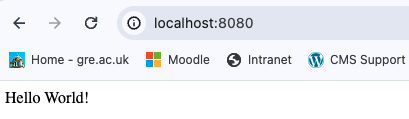 localhost:8080
Home - gre.ac.uk Moodle Intranet CMS Support
Hello World!